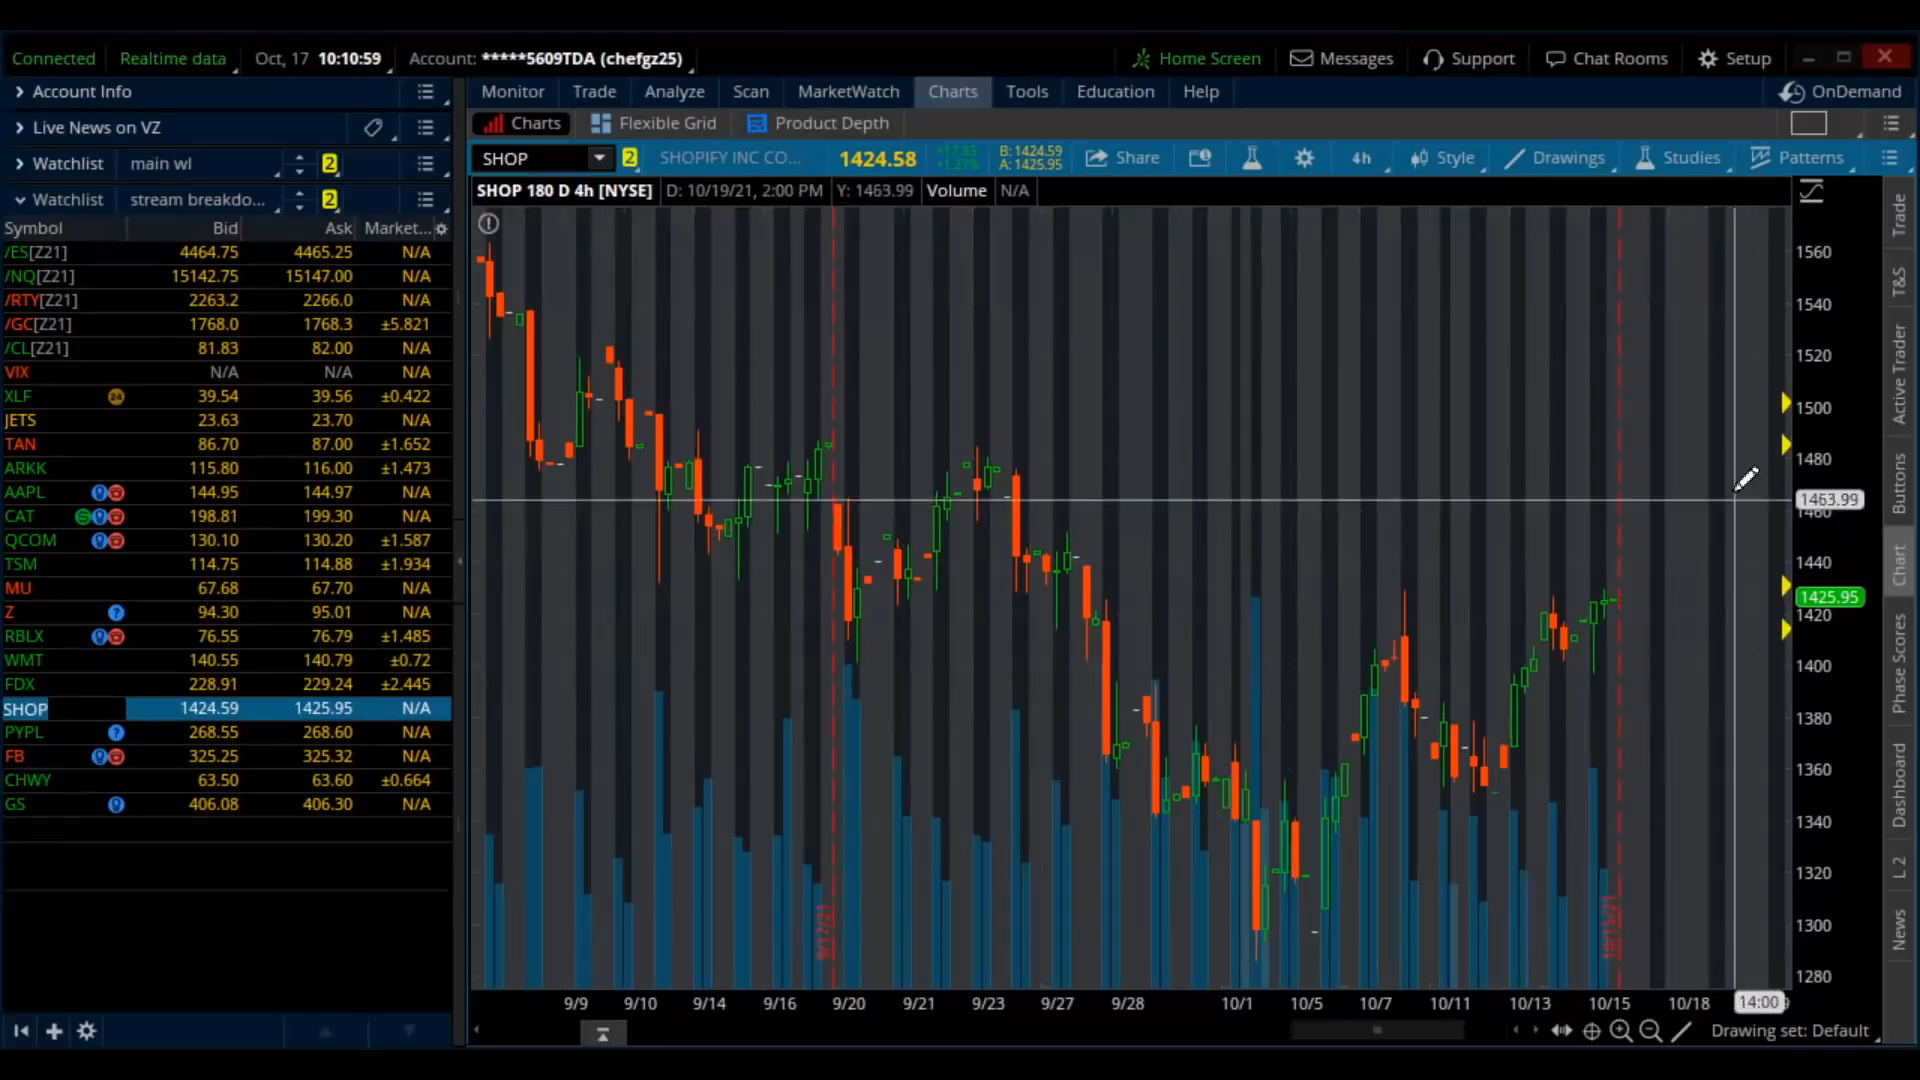 Connected Realtime data Oct, 17 10:10:59 Account: *****5609TDA (chefgz25) Home Screen Messages Support Chat Rooms Setup
Account Info
Live News on VZ
Watchlist main wl 2
Watchlist stream breakdo... 2
Symbol Bid Ask Market...
/ES[Z21] 4464.75 4465.25 N/A
/NQ[Z21] 15142.75 15147.00 N/A
/RTY[Z21] 2263.2 2266.0 N/A
/GC[Z21] 1768.0 1768.3 ±5.821
/CL[Z21] 81.83 82.00 N/A
VIX N/A N/A N/A
XLF 24 39.54 39.56 ±0.422
JETS 23.63 23.70 N/A
TAN 86.70 87.00 ±1.652
ARKK 115.80 116.00 ±1.473
AAPL 144.95 144.97 N/A
CAT 198.81 199.30 N/A
QCOM 130.10 130.20 ±1.587
TSM 114.75 114.88 ±1.934
MU 67.68 67.70 N/A
Z ? 94.30 95.01 N/A
RBLX 76.55 76.79 ±1.485
WMT 140.55 140.79 ±0.72
FDX 228.91 229.24 ±2.445
SHOP 1424.59 1425.95 N/A
PYPL ? 268.55 268.60 N/A
FB 325.25 325.32 N/A
CHWY 63.50 63.60 ±0.664
GS 406.08 406.30 N/A
Monitor Trade Analyze Scan MarketWatch Charts Tools Education Help OnDemand
Charts Flexible Grid Product Depth
SHOP 2 SHOPIFY INC CO... 1424.58 +17.83 +1.27% B: 1424.59 A: 1425.95 Share 4h Style Drawings Studies Patterns
SHOP 180 D 4h [NYSE] D: 10/19/21, 2:00 PM Y: 1463.99 Volume N/A
1560
1540
1520
1500
1480
1463.99
1460
1440
1425.95
1420
1400
1380
1360
1340
1320
1300
1280
9/17/21
10/15/21
9/9 9/10 9/14 9/16 9/20 9/21 9/23 9/27 9/28 10/1 10/5 10/7 10/11 10/13 10/15 10/18 14:00
Drawing set: Default
Trade
T&S
Active Trader
Buttons
Chart
Phase Scores
Dashboard
L 2
News